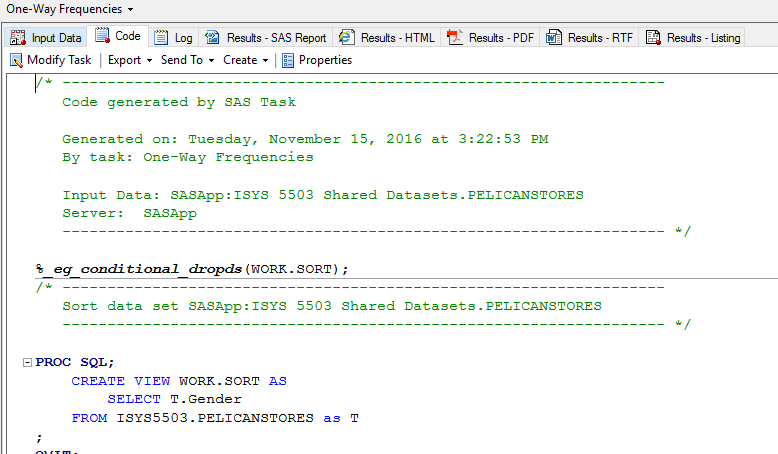 One-Way Frequencies
Input Data Code Log Results - SAS Report Results - HTML Results - PDF Results - RTF Results - Listing
Modify Task Export Send To Create Properties
/* -------------------------------------------------------------------
Code generated by SAS Task
Generated on: Tuesday, November 15, 2016 at 3:22:53 PM
By task: One-Way Frequencies
Input Data: SASApp:ISYS 5503 Shared Datasets.PELICANSTORES
Server: SASApp
------------------------------------------------------------------- */
%_eg_conditional_dropds(WORK.SORT);
/* -------------------------------------------------------------------
Sort data set SASApp:ISYS 5503 Shared Datasets.PELICANSTORES
------------------------------------------------------------------- */
PROC SQL;
CREATE VIEW WORK.SORT AS
SELECT T.Gender
FROM ISYS5503.PELICANSTORES as T
;